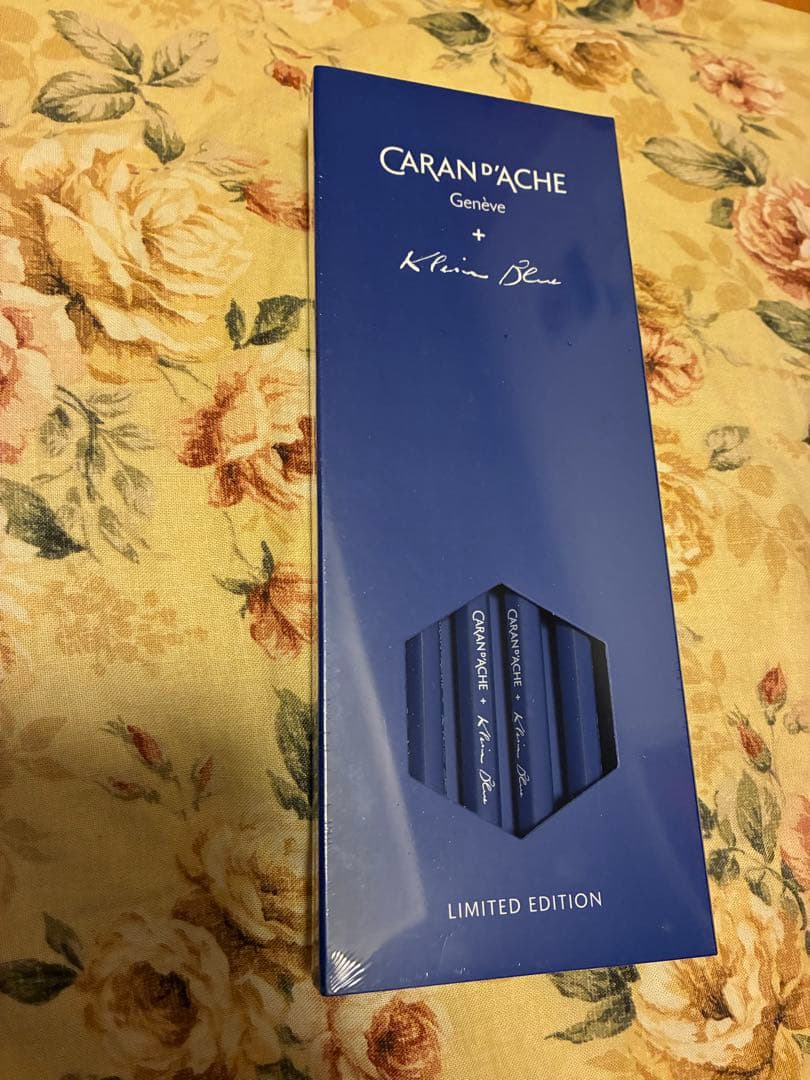 CARAN D'ACHE
Genève
+
Klein Blue
CARAN D'ACHE + Klein Blue
CARAN D'ACHE + Klein Blue
LIMITED EDITION